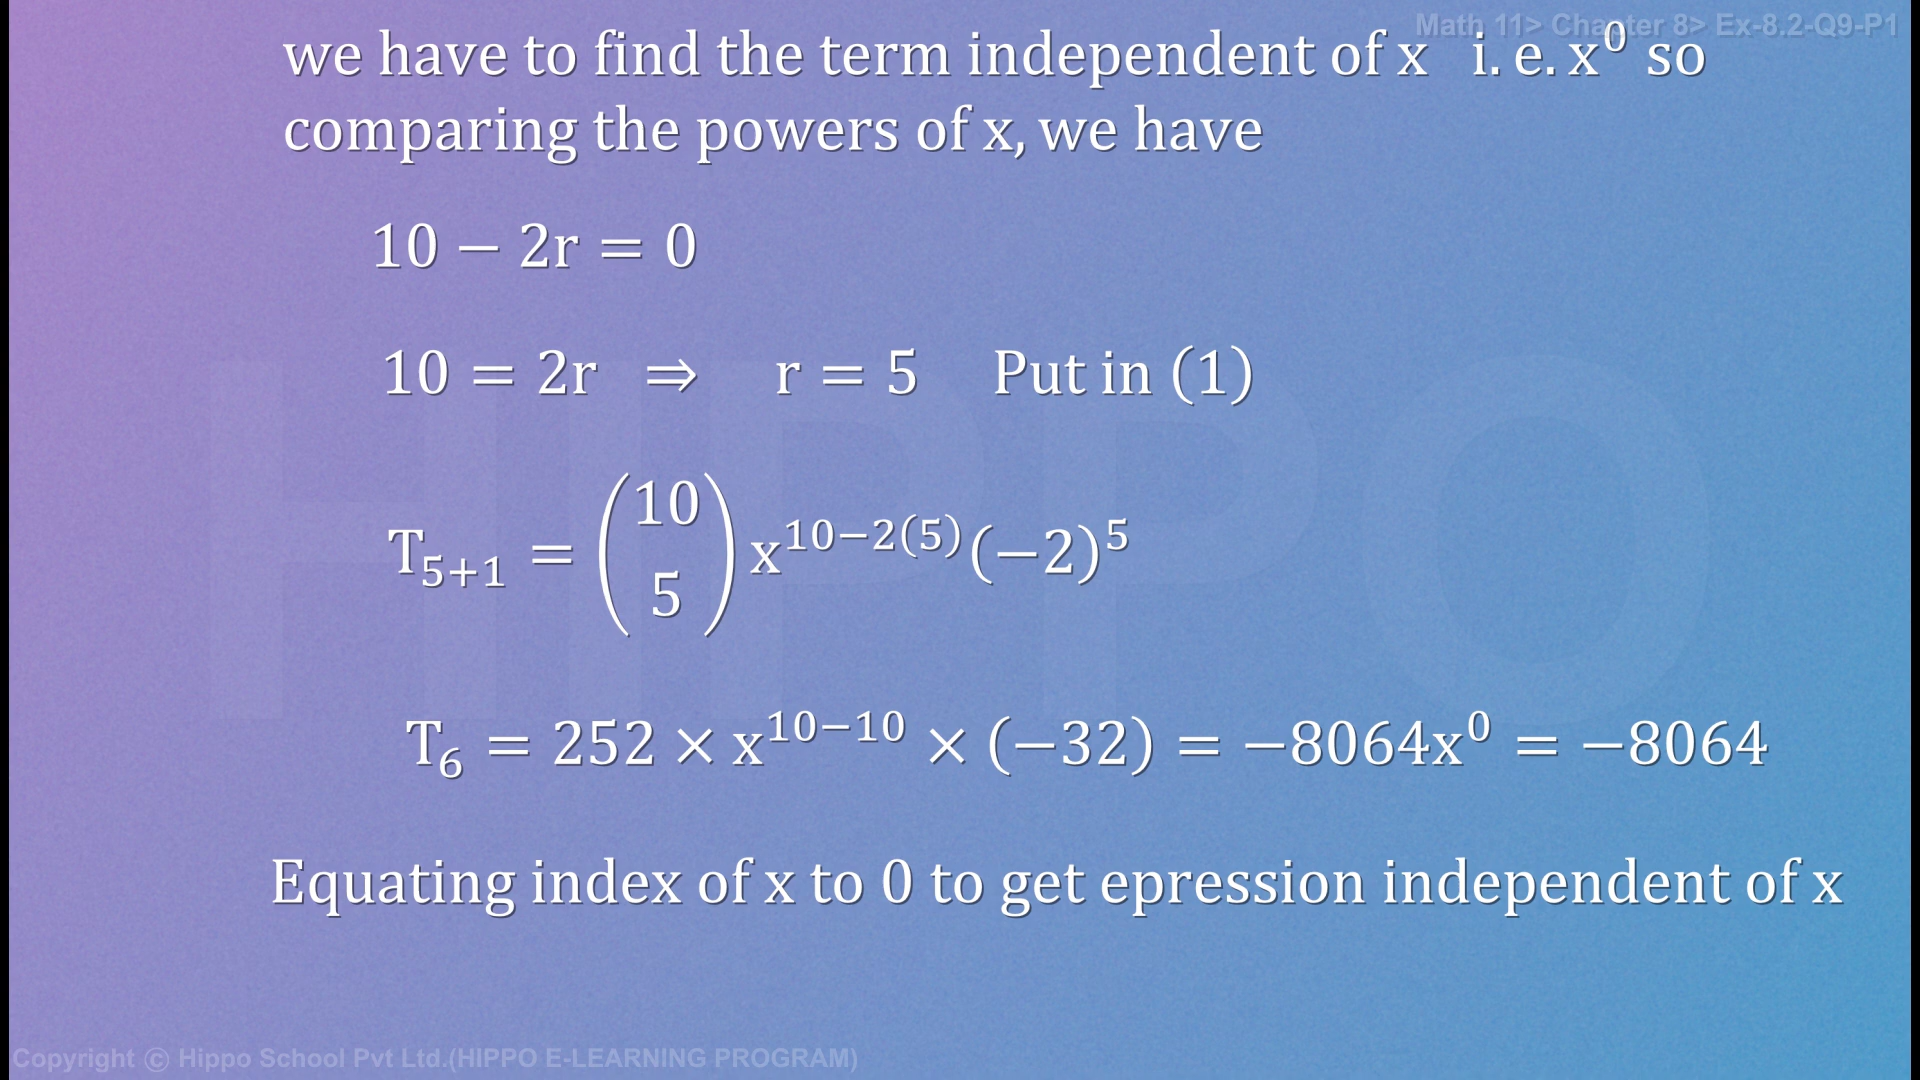 Math 11> Chapter 8> Ex-8.2-Q9-P1
we have to find the term independent of x i. e. x⁰ so
comparing the powers of x, we have
10 − 2r = 0
10 = 2r ⇒ r = 5 Put in (1)
T₅₊₁ = (10 5) x¹⁰⁻²⁽⁵⁾(−2)⁵
T₆ = 252 × x¹⁰⁻¹⁰ × (−32) = −8064x⁰ = −8064
Equating index of x to 0 to get epression independent of x
HIPPO
Copyright © Hippo School Pvt Ltd.(HIPPO E-LEARNING PROGRAM)